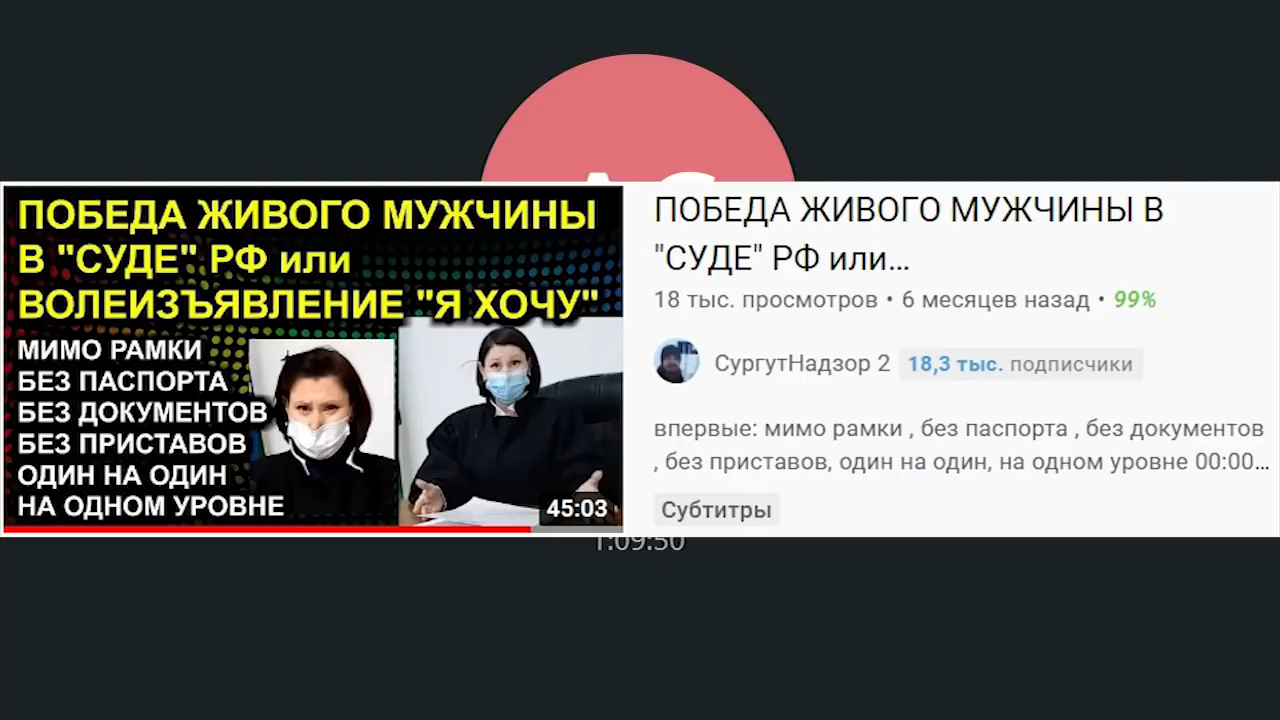 ПОБЕДА ЖИВОГО МУЖЧИНЫ
В "СУДЕ" РФ или
ВОЛЕИЗЪЯВЛЕНИЕ "Я ХОЧУ"
МИМО РАМКИ
БЕЗ ПАСПОРТА
БЕЗ ДОКУМЕНТОВ
БЕЗ ПРИСТАВОВ
ОДИН НА ОДИН
НА ОДНОМ УРОВНЕ
45:03
ПОБЕДА ЖИВОГО МУЖЧИНЫ В
"СУДЕ" РФ или...
18 тыс. просмотров • 6 месяцев назад • 99%
СургутНадзор 2 18,3 тыс. подписчики
впервые: мимо рамки , без паспорта , без документов
, без приставов, один на один, на одном уровне 00:00...
Субтитры
1:09:50